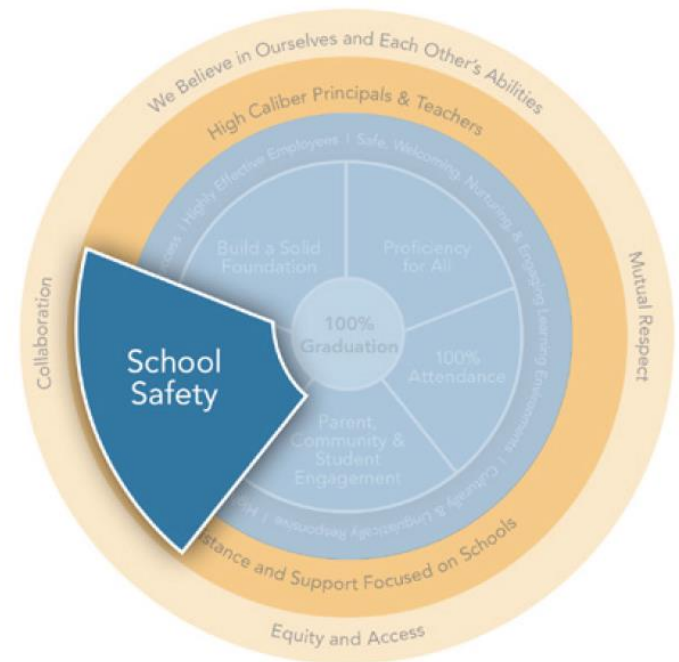 We Believe in Ourselves and Each Other's Abilities
High Caliber Principals & Teachers
Highly Effective Employees | Safe, Welcoming, Nurturing, & Engaging Learning Environments | Culturally & Linguistically Responsive |
Build a Solid
Foundation
Proficiency
for All
Collaboration
Mutual Respect
100%
Graduation
School
Safety
100%
Attendance
Parent,
Community &
Student
Engagement
and Support Focused on Schools
Equity and Access